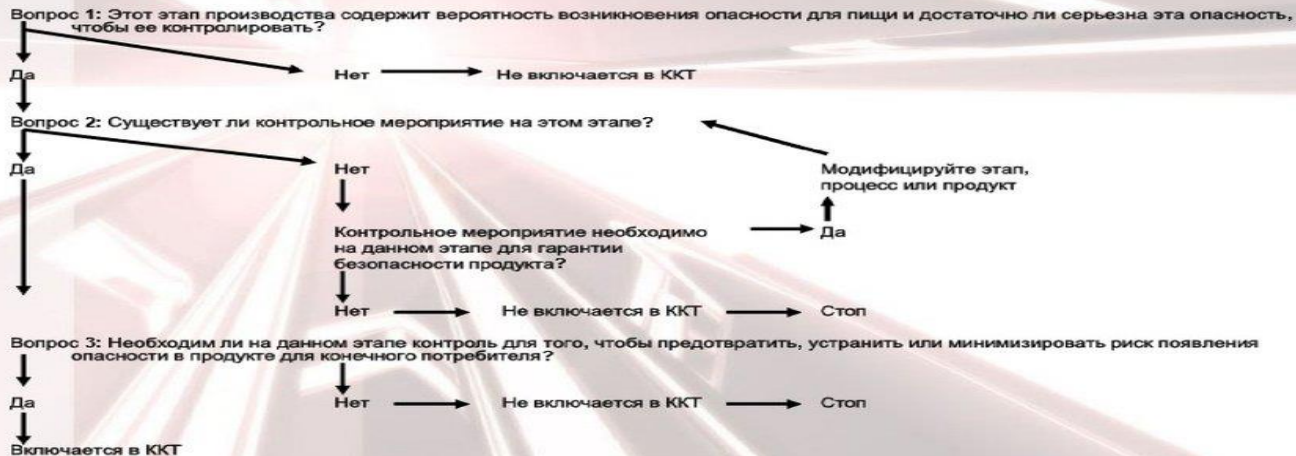 Вопрос 1: Этот этап производства содержит вероятность возникновения опасности для пищи и достаточно ли серьезна эта опасность,
чтобы ее контролировать?
Да
Нет
Не включается в ККТ
Вопрос 2: Существует ли контрольное мероприятие на этом этапе?
Да
Нет
Модифицируйте этап,
процесс или продукт
Контрольное мероприятие необходимо
на данном этапе для гарантии
безопасности продукта?
Да
Нет
Не включается в ККТ
Стоп
Вопрос 3: Необходим ли на данном этапе контроль для того, чтобы предотвратить, устранить или минимизировать риск появления
опасности в продукте для конечного потребителя?
Да
Нет
Не включается в ККТ
Стоп
Включается в ККТ